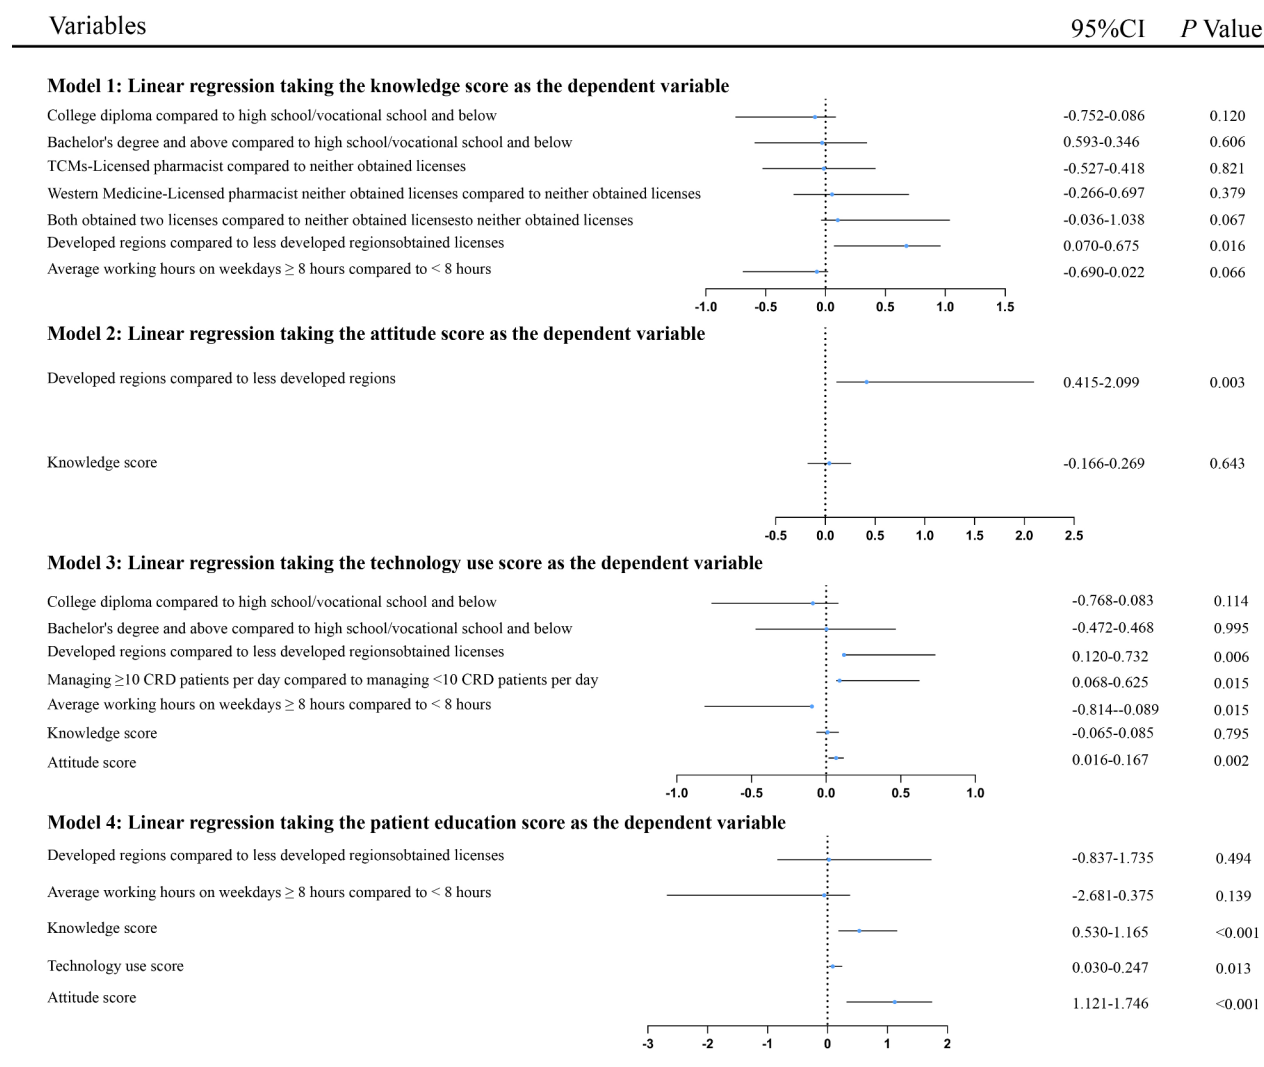 Variables 95%CI P Value
Model 1: Linear regression taking the knowledge score as the dependent variable
College diploma compared to high school/vocational school and below -0.752-0.086 0.120
Bachelor's degree and above compared to high school/vocational school and below 0.593-0.346 0.606
TCMs-Licensed pharmacist compared to neither obtained licenses -0.527-0.418 0.821
Western Medicine-Licensed pharmacist neither obtained licenses compared to neither obtained licenses -0.266-0.697 0.379
Both obtained two licenses compared to neither obtained licensesto neither obtained licenses -0.036-1.038 0.067
Developed regions compared to less developed regionsobtained licenses 0.070-0.675 0.016
Average working hours on weekdays ≥ 8 hours compared to < 8 hours -0.690-0.022 0.066
-1.0 -0.5 0.0 0.5 1.0 1.5
Model 2: Linear regression taking the attitude score as the dependent variable
Developed regions compared to less developed regions 0.415-2.099 0.003
Knowledge score -0.166-0.269 0.643
-0.5 0.0 0.5 1.0 1.5 2.0 2.5
Model 3: Linear regression taking the technology use score as the dependent variable
College diploma compared to high school/vocational school and below -0.768-0.083 0.114
Bachelor's degree and above compared to high school/vocational school and below -0.472-0.468 0.995
Developed regions compared to less developed regionsobtained licenses 0.120-0.732 0.006
Managing ≥10 CRD patients per day compared to managing <10 CRD patients per day 0.068-0.625 0.015
Average working hours on weekdays ≥ 8 hours compared to < 8 hours -0.814--0.089 0.015
Knowledge score -0.065-0.085 0.795
Attitude score 0.016-0.167 0.002
-1.0 -0.5 0.0 0.5 1.0
Model 4: Linear regression taking the patient education score as the dependent variable
Developed regions compared to less developed regionsobtained licenses -0.837-1.735 0.494
Average working hours on weekdays ≥ 8 hours compared to < 8 hours -2.681-0.375 0.139
Knowledge score 0.530-1.165 <0.001
Technology use score 0.030-0.247 0.013
Attitude score 1.121-1.746 <0.001
-3 -2 -1 0 1 2